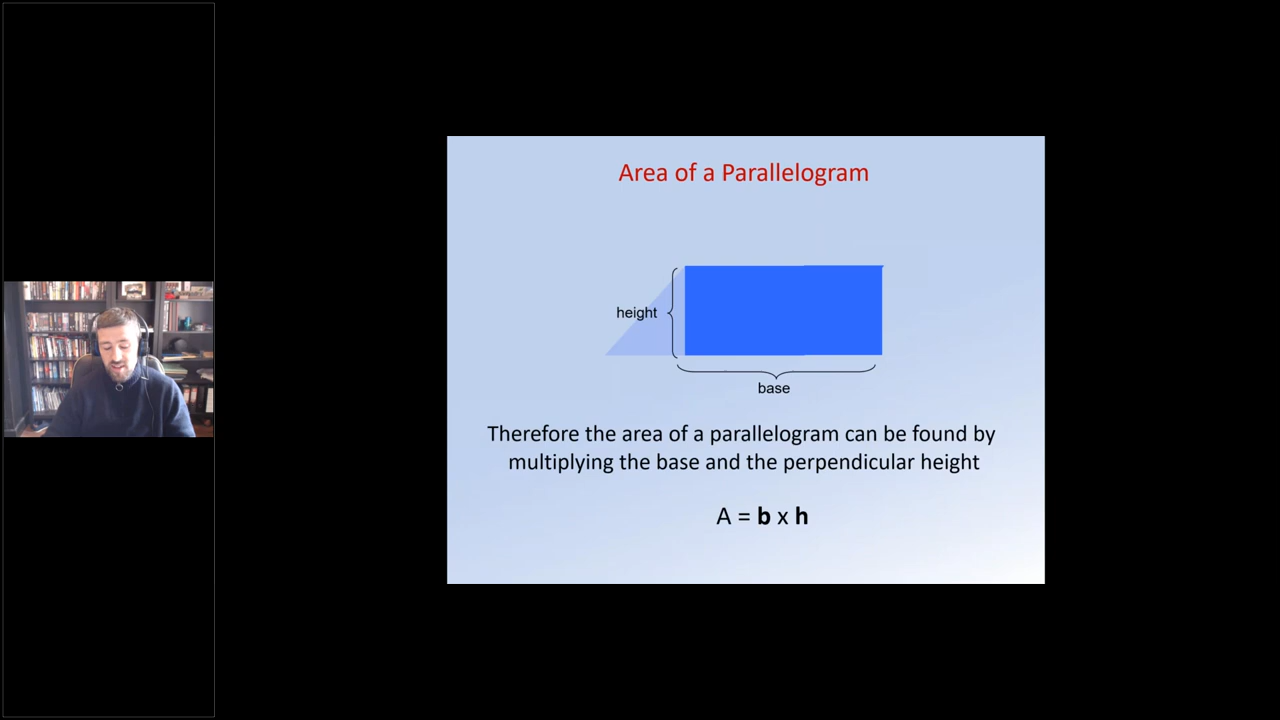 Area of a Parallelogram
height
base
Therefore the area of a parallelogram can be found by
multiplying the base and the perpendicular height
A = b x h